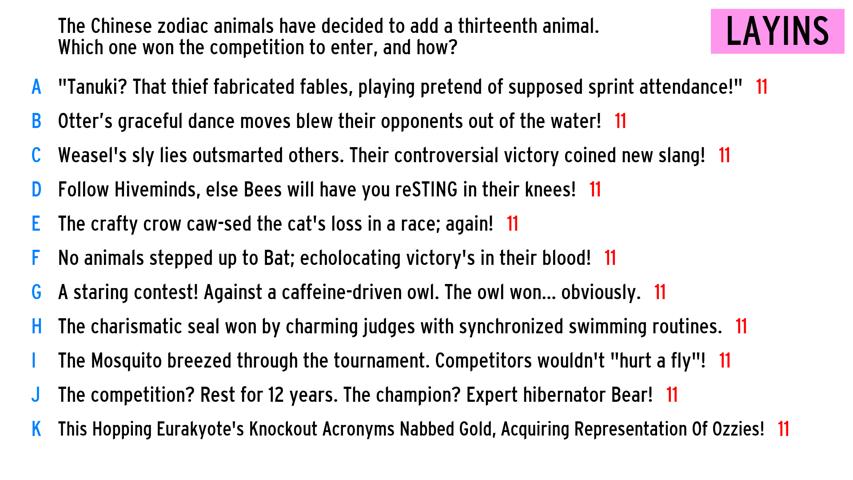 The Chinese zodiac animals have decided to add a thirteenth animal.
Which one won the competition to enter, and how?
LAYINS
A "Tanuki? That thief fabricated fables, playing pretend of supposed sprint attendance!" 11
B Otter's graceful dance moves blew their opponents out of the water! 11
C Weasel's sly lies outsmarted others. Their controversial victory coined new slang! 11
D Follow Hiveminds, else Bees will have you reSTING in their knees! 11
E The crafty crow caw-sed the cat's loss in a race; again! 11
F No animals stepped up to Bat; echolocating victory's in their blood! 11
G A staring contest! Against a caffeine-driven owl. The owl won... obviously. 11
H The charismatic seal won by charming judges with synchronized swimming routines. 11
I The Mosquito breezed through the tournament. Competitors wouldn't "hurt a fly"! 11
J The competition? Rest for 12 years. The champion? Expert hibernator Bear! 11
K This Hopping Eurakyote's Knockout Acronyms Nabbed Gold, Acquiring Representation Of Ozzies! 11